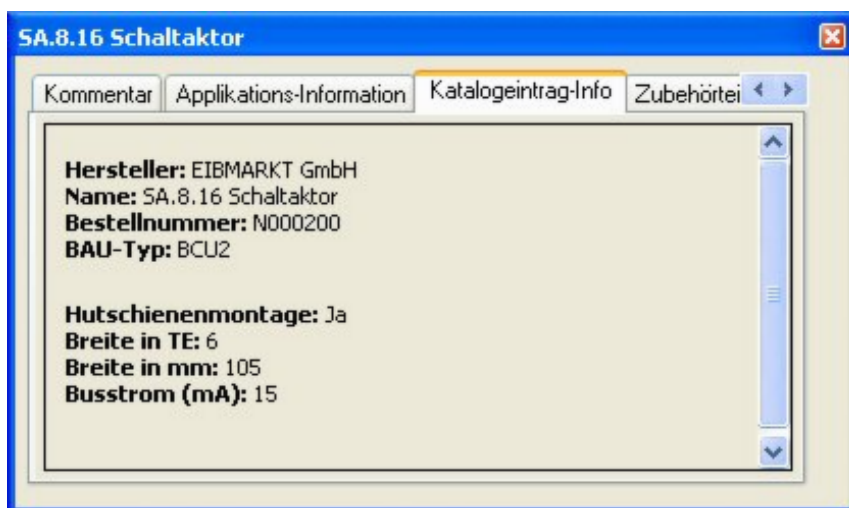 SA.8.16 Schaltaktor
Kommentar Applikations-Information Katalogeintrag-Info Zubehörtei
Hersteller: EIBMARKT GmbH
Name: SA.8.16 Schaltaktor
Bestellnummer: N000200
BAU-Typ: BCU2
Hutschienenmontage: Ja
Breite in TE: 6
Breite in mm: 105
Busstrom (mA): 15